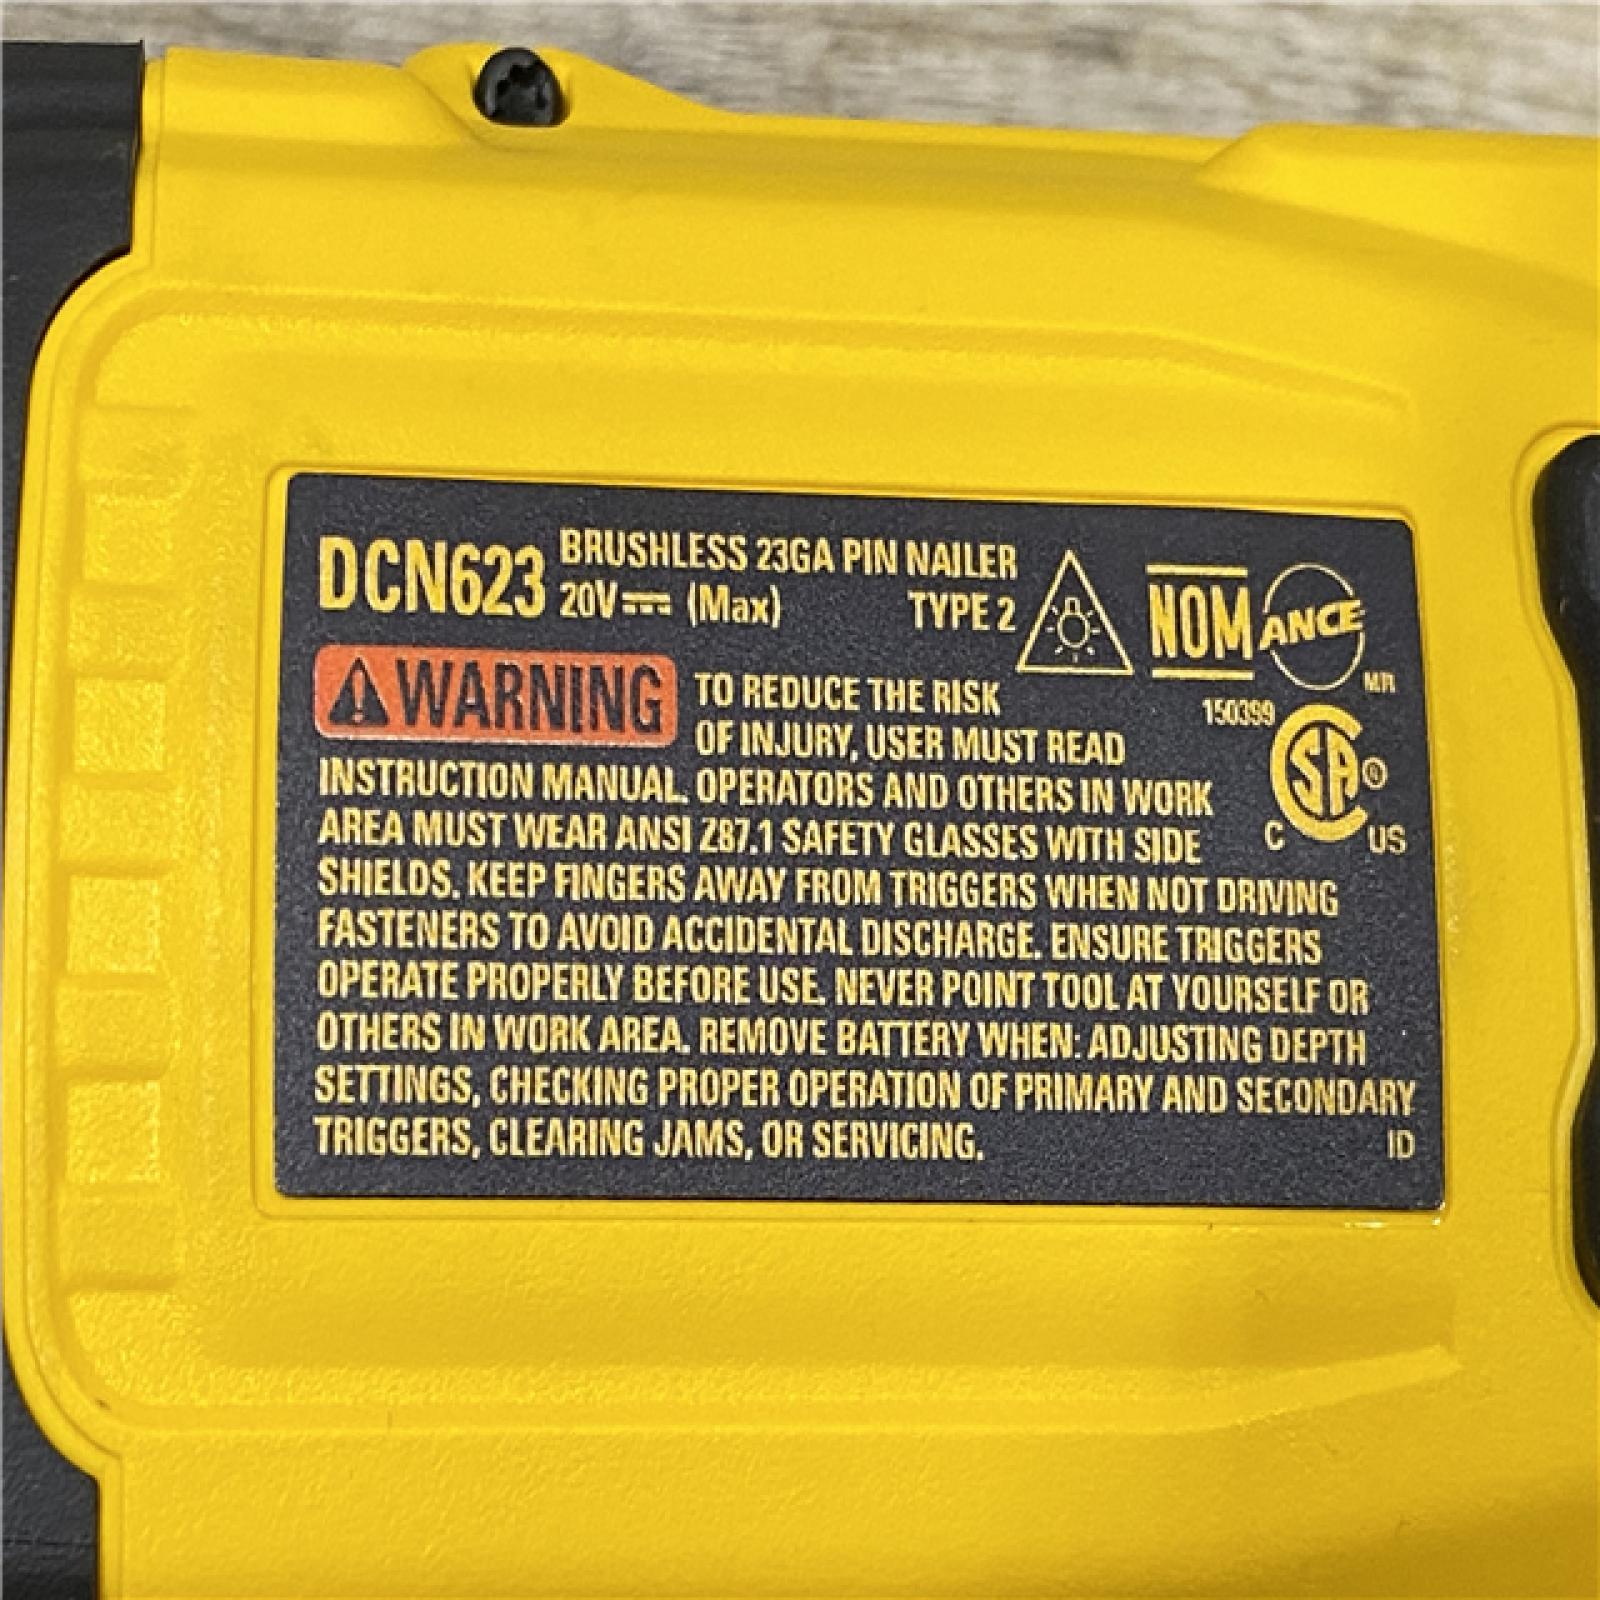 DCN623 BRUSHLESS 23GA PIN NAILER
20V (Max) TYPE 2
NOM ANCE
MR
WARNING TO REDUCE THE RISK
150399
OF INJURY, USER MUST READ
INSTRUCTION MANUAL. OPERATORS AND OTHERS IN WORK
SA ®
AREA MUST WEAR ANSI Z87.1 SAFETY GLASSES WITH SIDE
C US
SHIELDS. KEEP FINGERS AWAY FROM TRIGGERS WHEN NOT DRIVING
FASTENERS TO AVOID ACCIDENTAL DISCHARGE. ENSURE TRIGGERS
OPERATE PROPERLY BEFORE USE. NEVER POINT TOOL AT YOURSELF OR
OTHERS IN WORK AREA. REMOVE BATTERY WHEN: ADJUSTING DEPTH
SETTINGS, CHECKING PROPER OPERATION OF PRIMARY AND SECONDARY
TRIGGERS, CLEARING JAMS, OR SERVICING.
ID